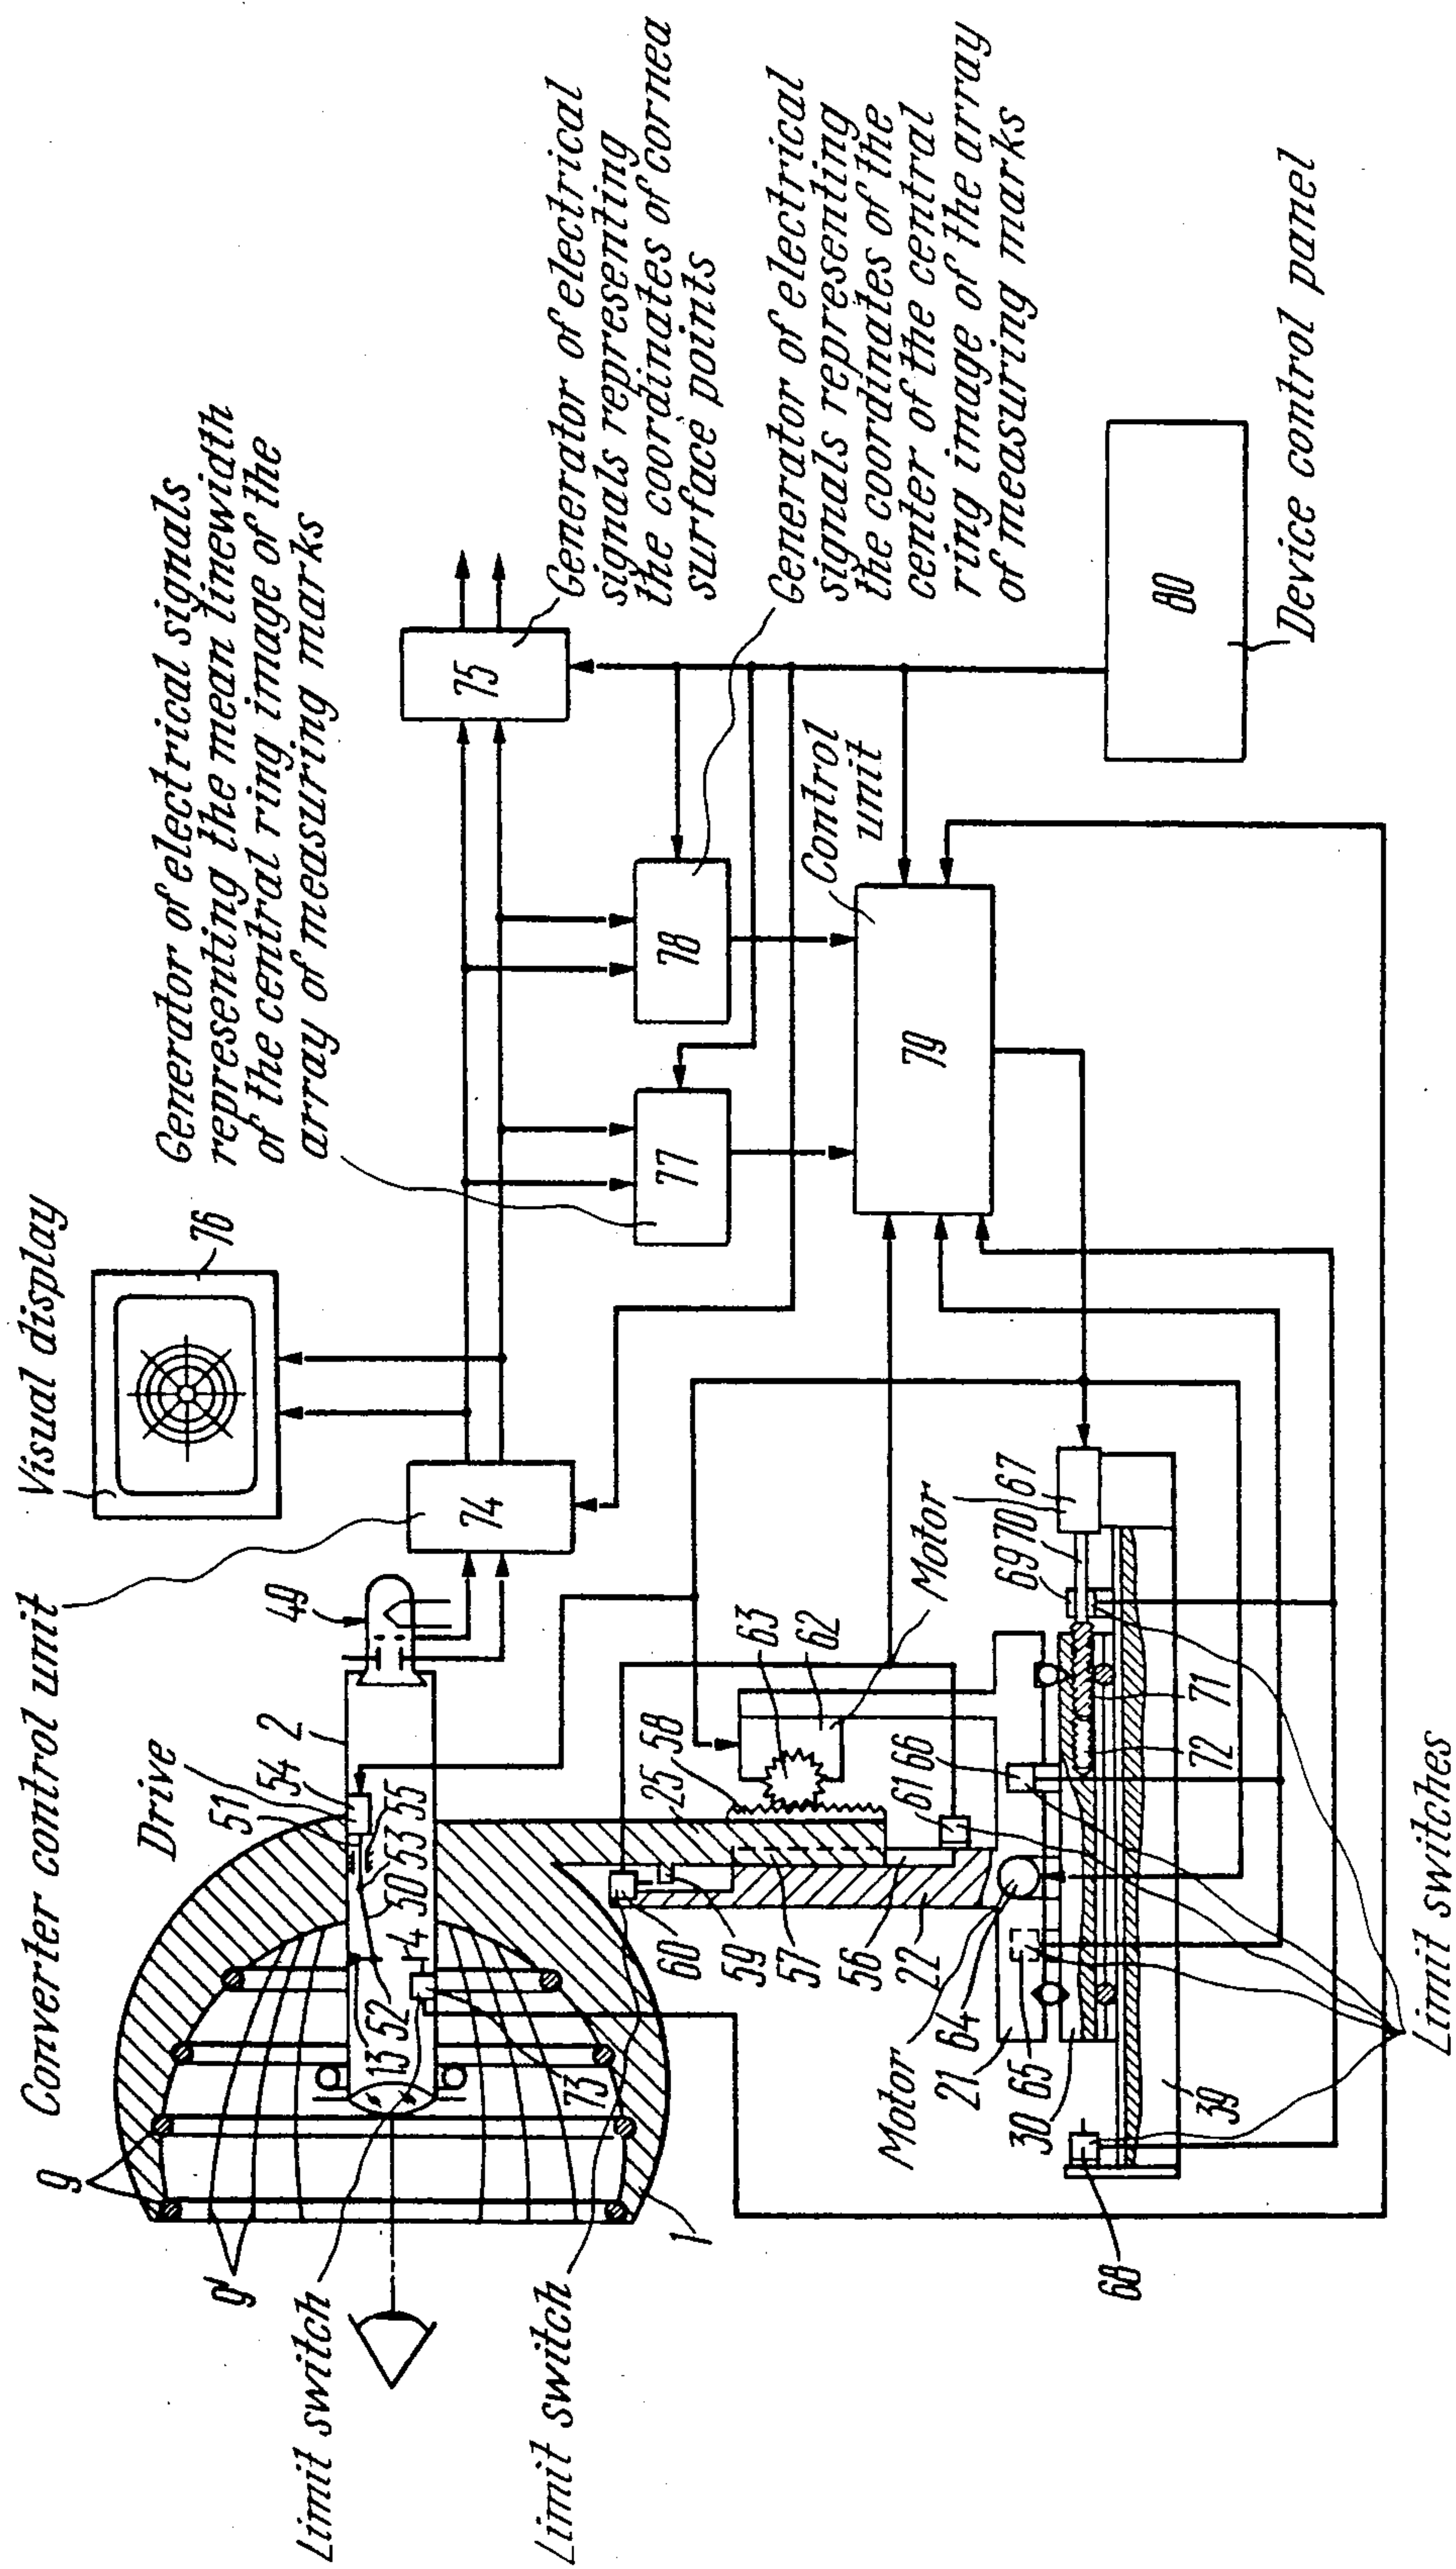 Visual display
76
Generator of electrical signals
representing the mean linewidth
of the central ring image of the
array of measuring marks
Converter control unit
Drive
49
2
54
51
55
53
50
4
52
13
73
9
9'
1
Limit switch
Limit switch
74
75
Generator of electrical
signals representing
the coordinates of cornea
surface points
77
78
Generator of electrical
signals representing
the coordinates of the
center of the central
ring image of the array
of measuring marks
Control
unit
79
80
Device control panel
Motor
63
62
58
25
61
66
60
59
57
56
22
64
21
Motor
65
30
39
68
69
70
67
71
72
Limit switches